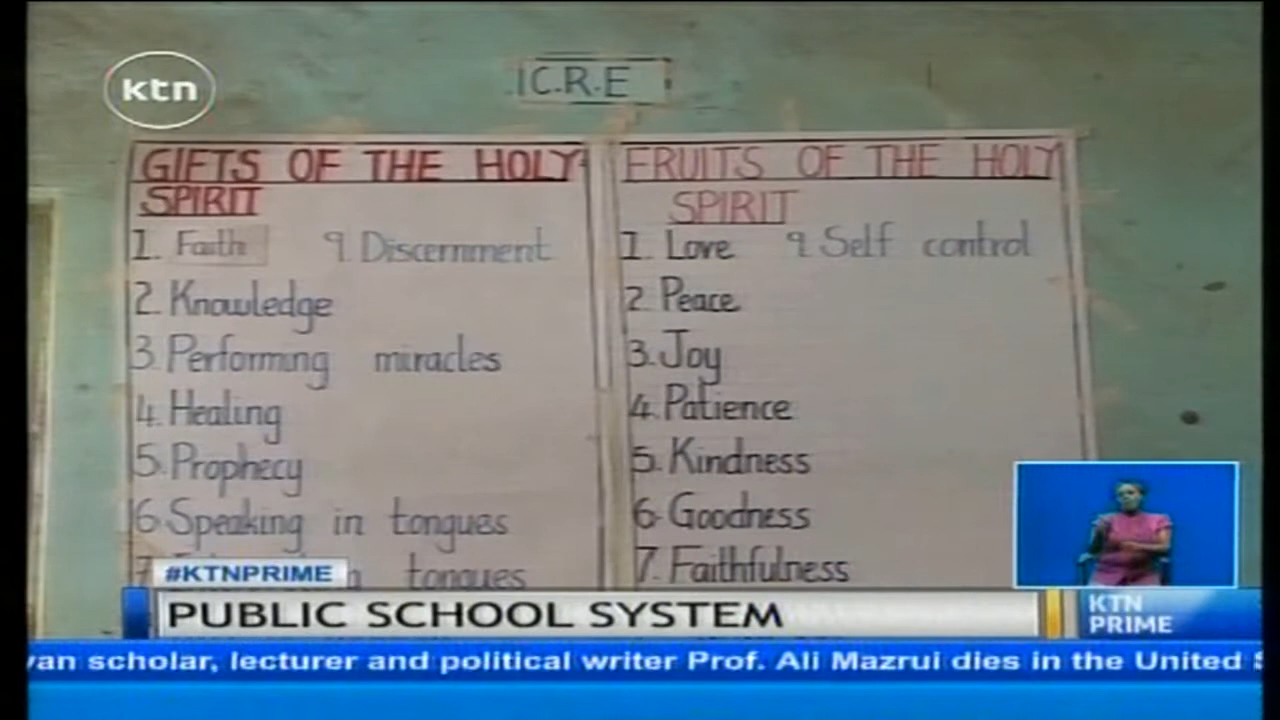 ktn
C.R.E
GIFTS OF THE HOLY
SPIRIT
1. Faith 9. Discernment
2. Knowledge
3. Performing miracles
4. Healing
5. Prophecy
6. Speaking in tongues
7. tongues
FRUITS OF THE HOLY
SPIRIT
1. Love 9. Self control
2. Peace
3. Joy
4. Patience
5. Kindness
6. Goodness
7. Faithfulness
#KTNPRIME
PUBLIC SCHOOL SYSTEM
KTN
PRIME
scholar, lecturer and political writer Prof. Ali Mazrui dies in the United